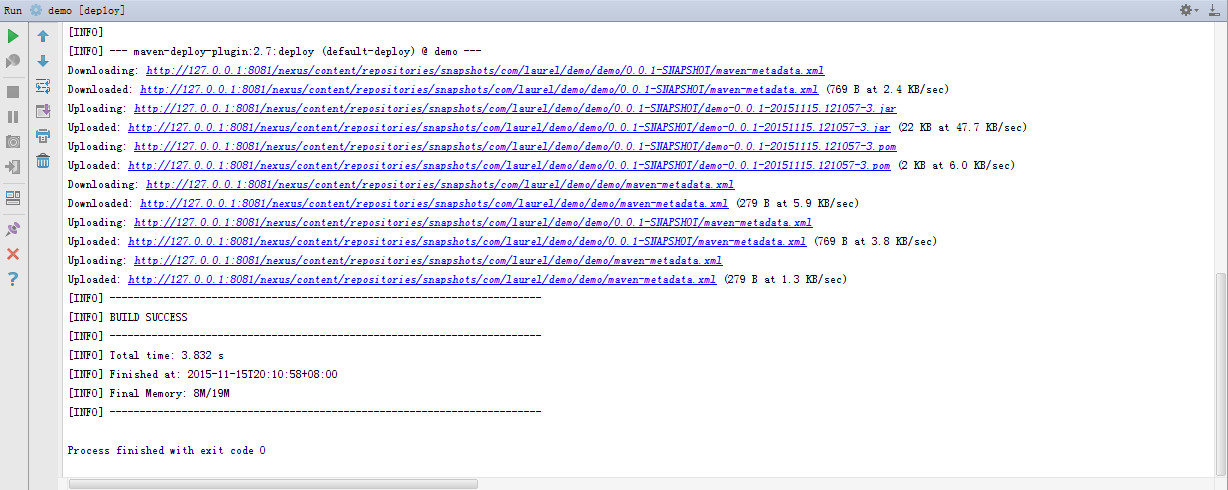 Run demo [deploy]
[INFO]
[INFO] --- maven-deploy-plugin:2.7:deploy (default-deploy) @ demo ---
Downloading: http://127.0.0.1:8081/nexus/content/repositories/snapshots/com/laurel/demo/demo/0.0.1-SNAPSHOT/maven-metadata.xml
Downloaded: http://127.0.0.1:8081/nexus/content/repositories/snapshots/com/laurel/demo/demo/0.0.1-SNAPSHOT/maven-metadata.xml (769 B at 2.4 KB/sec)
Uploading: http://127.0.0.1:8081/nexus/content/repositories/snapshots/com/laurel/demo/demo/0.0.1-SNAPSHOT/demo-0.0.1-20151115.121057-3.jar
Uploaded: http://127.0.0.1:8081/nexus/content/repositories/snapshots/com/laurel/demo/demo/0.0.1-SNAPSHOT/demo-0.0.1-20151115.121057-3.jar (22 KB at 47.7 KB/sec)
Uploading: http://127.0.0.1:8081/nexus/content/repositories/snapshots/com/laurel/demo/demo/0.0.1-SNAPSHOT/demo-0.0.1-20151115.121057-3.pom
Uploaded: http://127.0.0.1:8081/nexus/content/repositories/snapshots/com/laurel/demo/demo/0.0.1-SNAPSHOT/demo-0.0.1-20151115.121057-3.pom (2 KB at 6.0 KB/sec)
Downloading: http://127.0.0.1:8081/nexus/content/repositories/snapshots/com/laurel/demo/demo/maven-metadata.xml
Downloaded: http://127.0.0.1:8081/nexus/content/repositories/snapshots/com/laurel/demo/demo/maven-metadata.xml (279 B at 5.9 KB/sec)
Uploading: http://127.0.0.1:8081/nexus/content/repositories/snapshots/com/laurel/demo/demo/0.0.1-SNAPSHOT/maven-metadata.xml
Uploaded: http://127.0.0.1:8081/nexus/content/repositories/snapshots/com/laurel/demo/demo/0.0.1-SNAPSHOT/maven-metadata.xml (769 B at 3.8 KB/sec)
Uploading: http://127.0.0.1:8081/nexus/content/repositories/snapshots/com/laurel/demo/demo/maven-metadata.xml
Uploaded: http://127.0.0.1:8081/nexus/content/repositories/snapshots/com/laurel/demo/demo/maven-metadata.xml (279 B at 1.3 KB/sec)
[INFO] ------------------------------------------------------------------------
[INFO] BUILD SUCCESS
[INFO] ------------------------------------------------------------------------
[INFO] Total time: 3.832 s
[INFO] Finished at: 2015-11-15T20:10:58+08:00
[INFO] Final Memory: 8M/19M
[INFO] ------------------------------------------------------------------------
Process finished with exit code 0